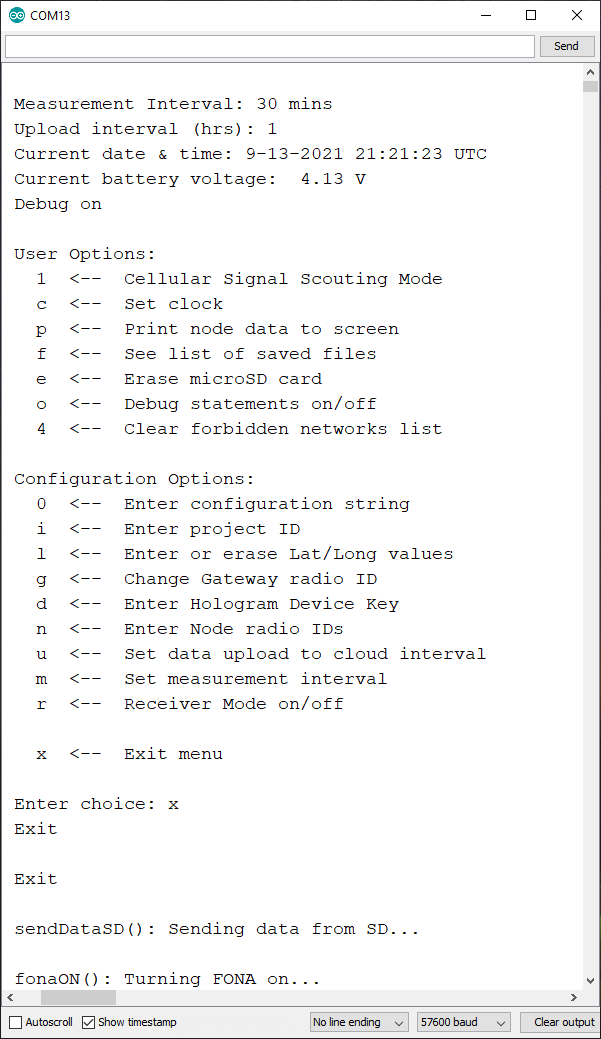 COM13
Send
Measurement Interval: 30 mins
Upload interval (hrs): 1
Current date & time: 9-13-2021 21:21:23 UTC
Current battery voltage:  4.13 V
Debug on
User Options:
1  <--  Cellular Signal Scouting Mode
c  <--  Set clock
p  <--  Print node data to screen
f  <--  See list of saved files
e  <--  Erase microSD card
o  <--  Debug statements on/off
4  <--  Clear forbidden networks list
Configuration Options:
0  <--  Enter configuration string
i  <--  Enter project ID
l  <--  Enter or erase Lat/Long values
g  <--  Change Gateway radio ID
d  <--  Enter Hologram Device Key
n  <--  Enter Node radio IDs
u  <--  Set data upload to cloud interval
m  <--  Set measurement interval
r  <--  Receiver Mode on/off
x  <--  Exit menu
Enter choice: x
Exit
Exit
sendDataSD(): Sending data from SD...
fonaON(): Turning FONA on...
Autoscroll Show timestamp No line ending 57600 baud Clear output